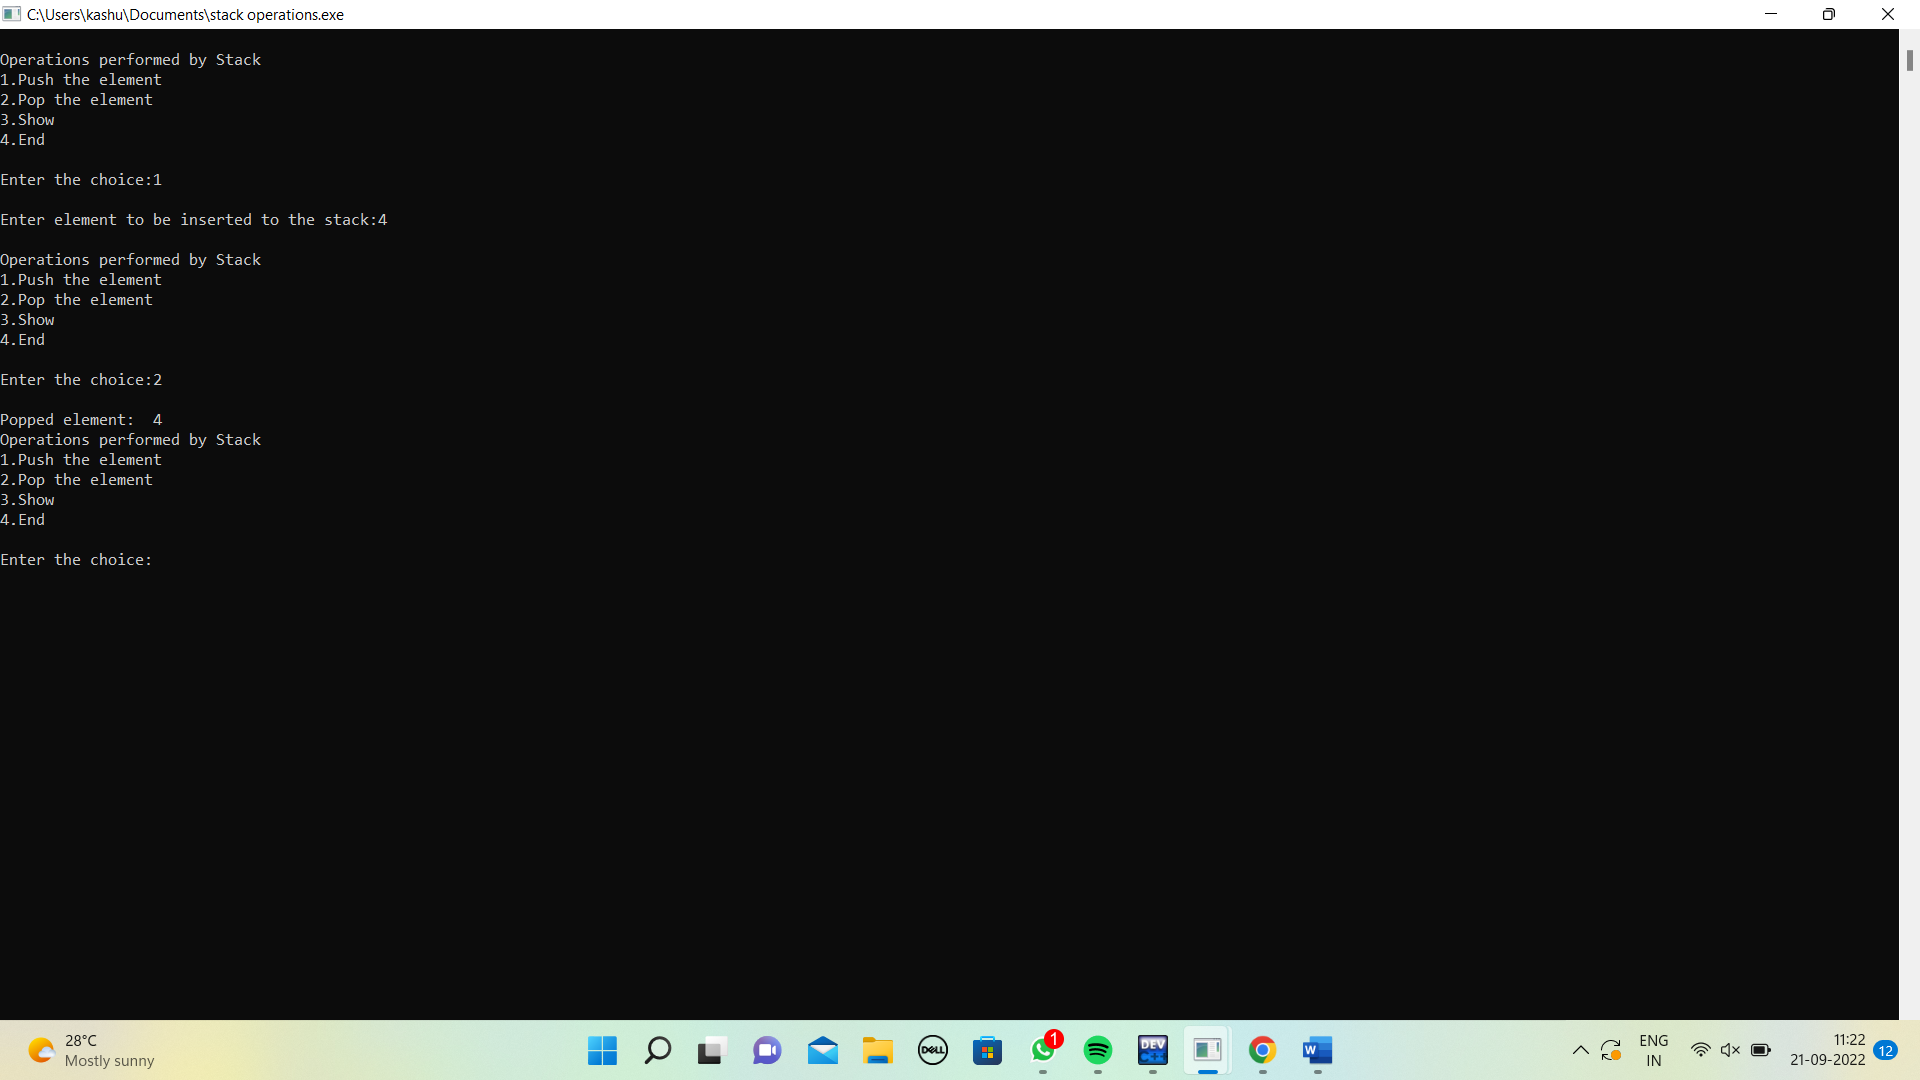 C:\Users\kashu\Documents\stack operations.exe
Operations performed by Stack
1.Push the element
2.Pop the element
3.Show
4.End
Enter the choice:1
Enter element to be inserted to the stack:4
Operations performed by Stack
1.Push the element
2.Pop the element
3.Show
4.End
Enter the choice:2
Popped element:  4
Operations performed by Stack
1.Push the element
2.Pop the element
3.Show
4.End
Enter the choice:
28°C
Mostly sunny
DELL
1
DEV
C++
W
ENG
IN
11:22
21-09-2022
12